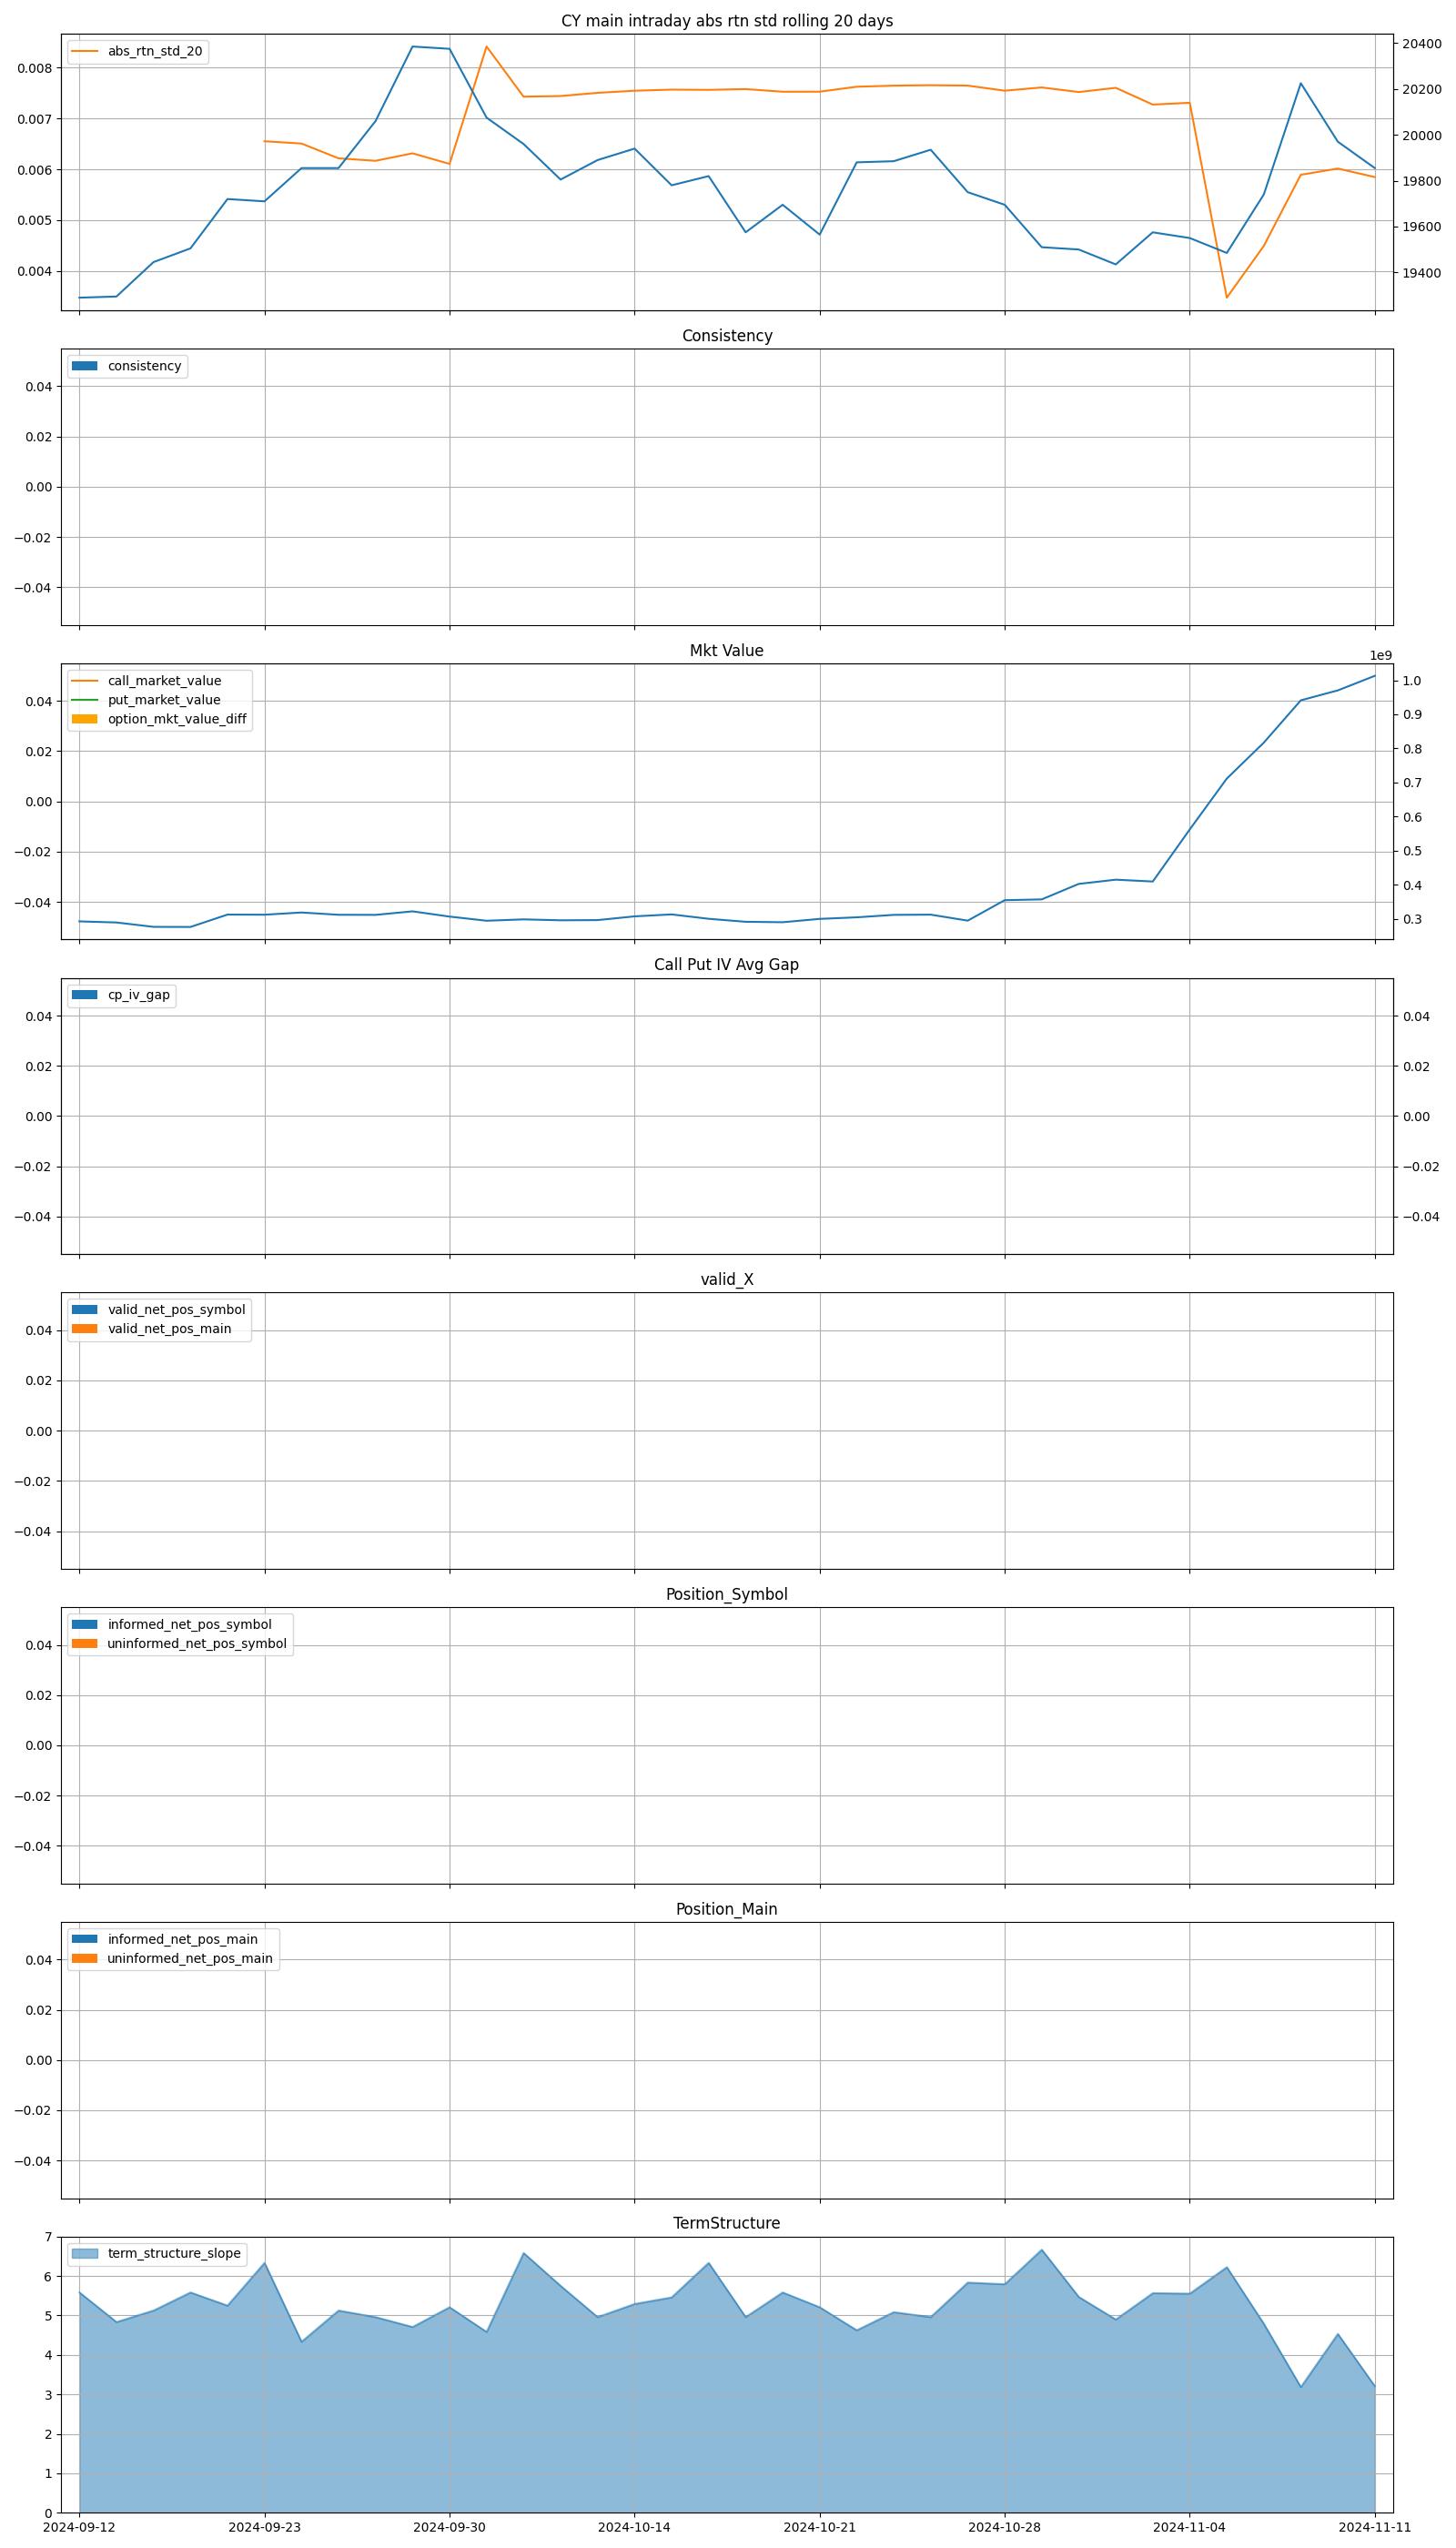 CY main intraday abs rtn std rolling 20 days
abs_rtn_std_20
0.008
0.007
0.006
0.005
0.004
20400
20200
20000
19800
19600
19400
Consistency
consistency
0.04
0.02
0.00
−0.02
−0.04
Mkt Value
1e9
call_market_value
put_market_value
option_mkt_value_diff
0.04
0.02
0.00
−0.02
−0.04
1.0
0.9
0.8
0.7
0.6
0.5
0.4
0.3
Call Put IV Avg Gap
cp_iv_gap
0.04
0.02
0.00
−0.02
−0.04
0.04
0.02
0.00
−0.02
−0.04
valid_X
valid_net_pos_symbol
valid_net_pos_main
0.04
0.02
0.00
−0.02
−0.04
Position_Symbol
informed_net_pos_symbol
uninformed_net_pos_symbol
0.04
0.02
0.00
−0.02
−0.04
Position_Main
informed_net_pos_main
uninformed_net_pos_main
0.04
0.02
0.00
−0.02
−0.04
TermStructure
term_structure_slope
7
6
5
4
3
2
1
0
2024-09-12 2024-09-23 2024-09-30 2024-10-14 2024-10-21 2024-10-28 2024-11-04 2024-11-11